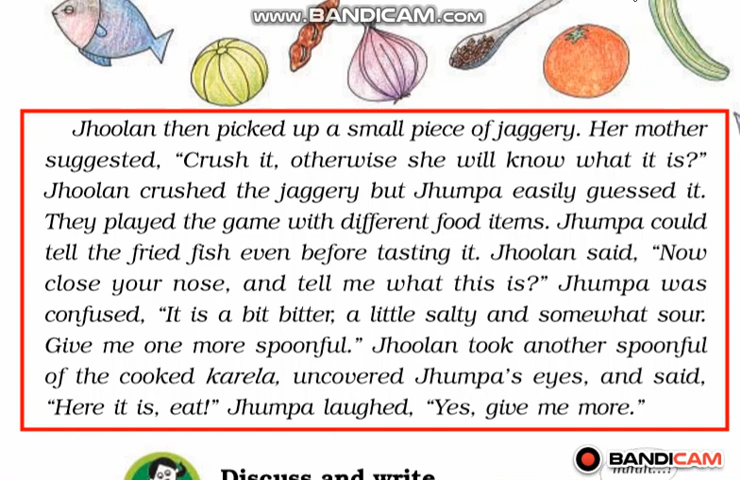 www.BANDICAM.com
Jhoolan then picked up a small piece of jaggery. Her mother
suggested, “Crush it, otherwise she will know what it is?”
Jhoolan crushed the jaggery but Jhumpa easily guessed it.
They played the game with different food items. Jhumpa could
tell the fried fish even before tasting it. Jhoolan said, “Now
close your nose, and tell me what this is?” Jhumpa was
confused, “It is a bit bitter, a little salty and somewhat sour.
Give me one more spoonful.” Jhoolan took another spoonful
of the cooked karela, uncovered Jhumpa’s eyes, and said,
“Here it is, eat!” Jhumpa laughed, “Yes, give me more.”
BANDICAM
Discuss and write